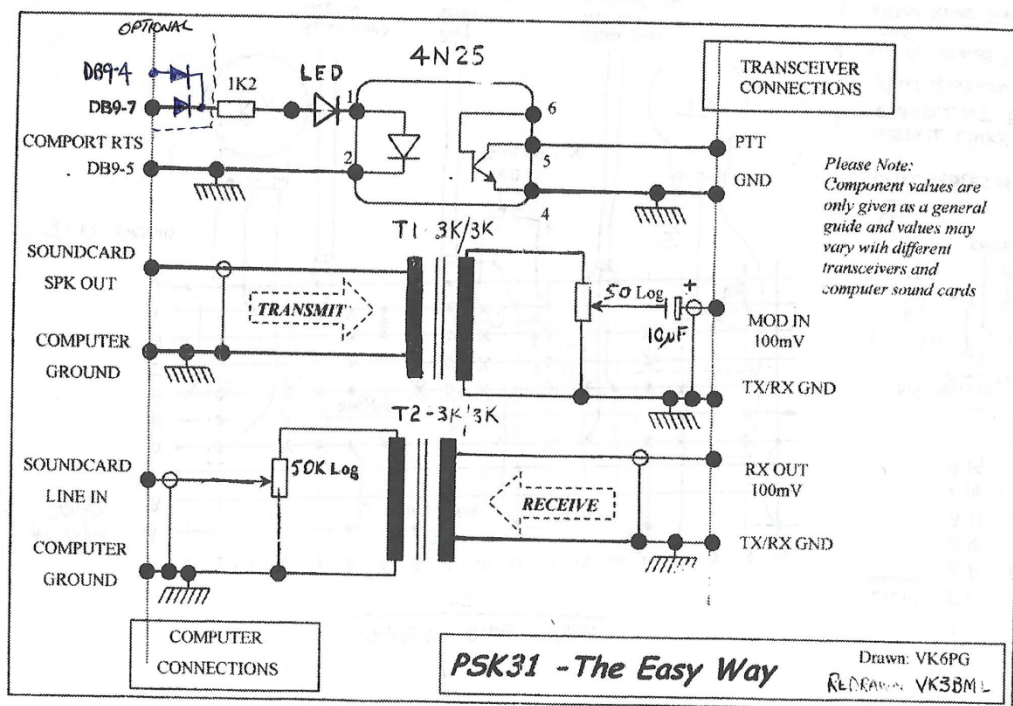 OPTIONAL
DB9-4
DB9-7
COMPORT RTS
DB9-5
1K2
LED
4N25
1
2
6
5
4
TRANSCEIVER
CONNECTIONS
PTT
GND
Please Note:
Component values are
only given as a general
guide and values may
vary with different
transceivers and
computer sound cards
SOUNDCARD
SPK OUT
COMPUTER
GROUND
T1 - 3K/3K
TRANSMIT
50 Log
+
10µF
MOD IN
100mV
TX/RX GND
T2 - 3K/3K
SOUNDCARD
LINE IN
COMPUTER
GROUND
50K Log
RECEIVE
RX OUT
100mV
TX/RX GND
COMPUTER
CONNECTIONS
PSK31 - The Easy Way
Drawn: VK6PG
REDRAWN VK3BML